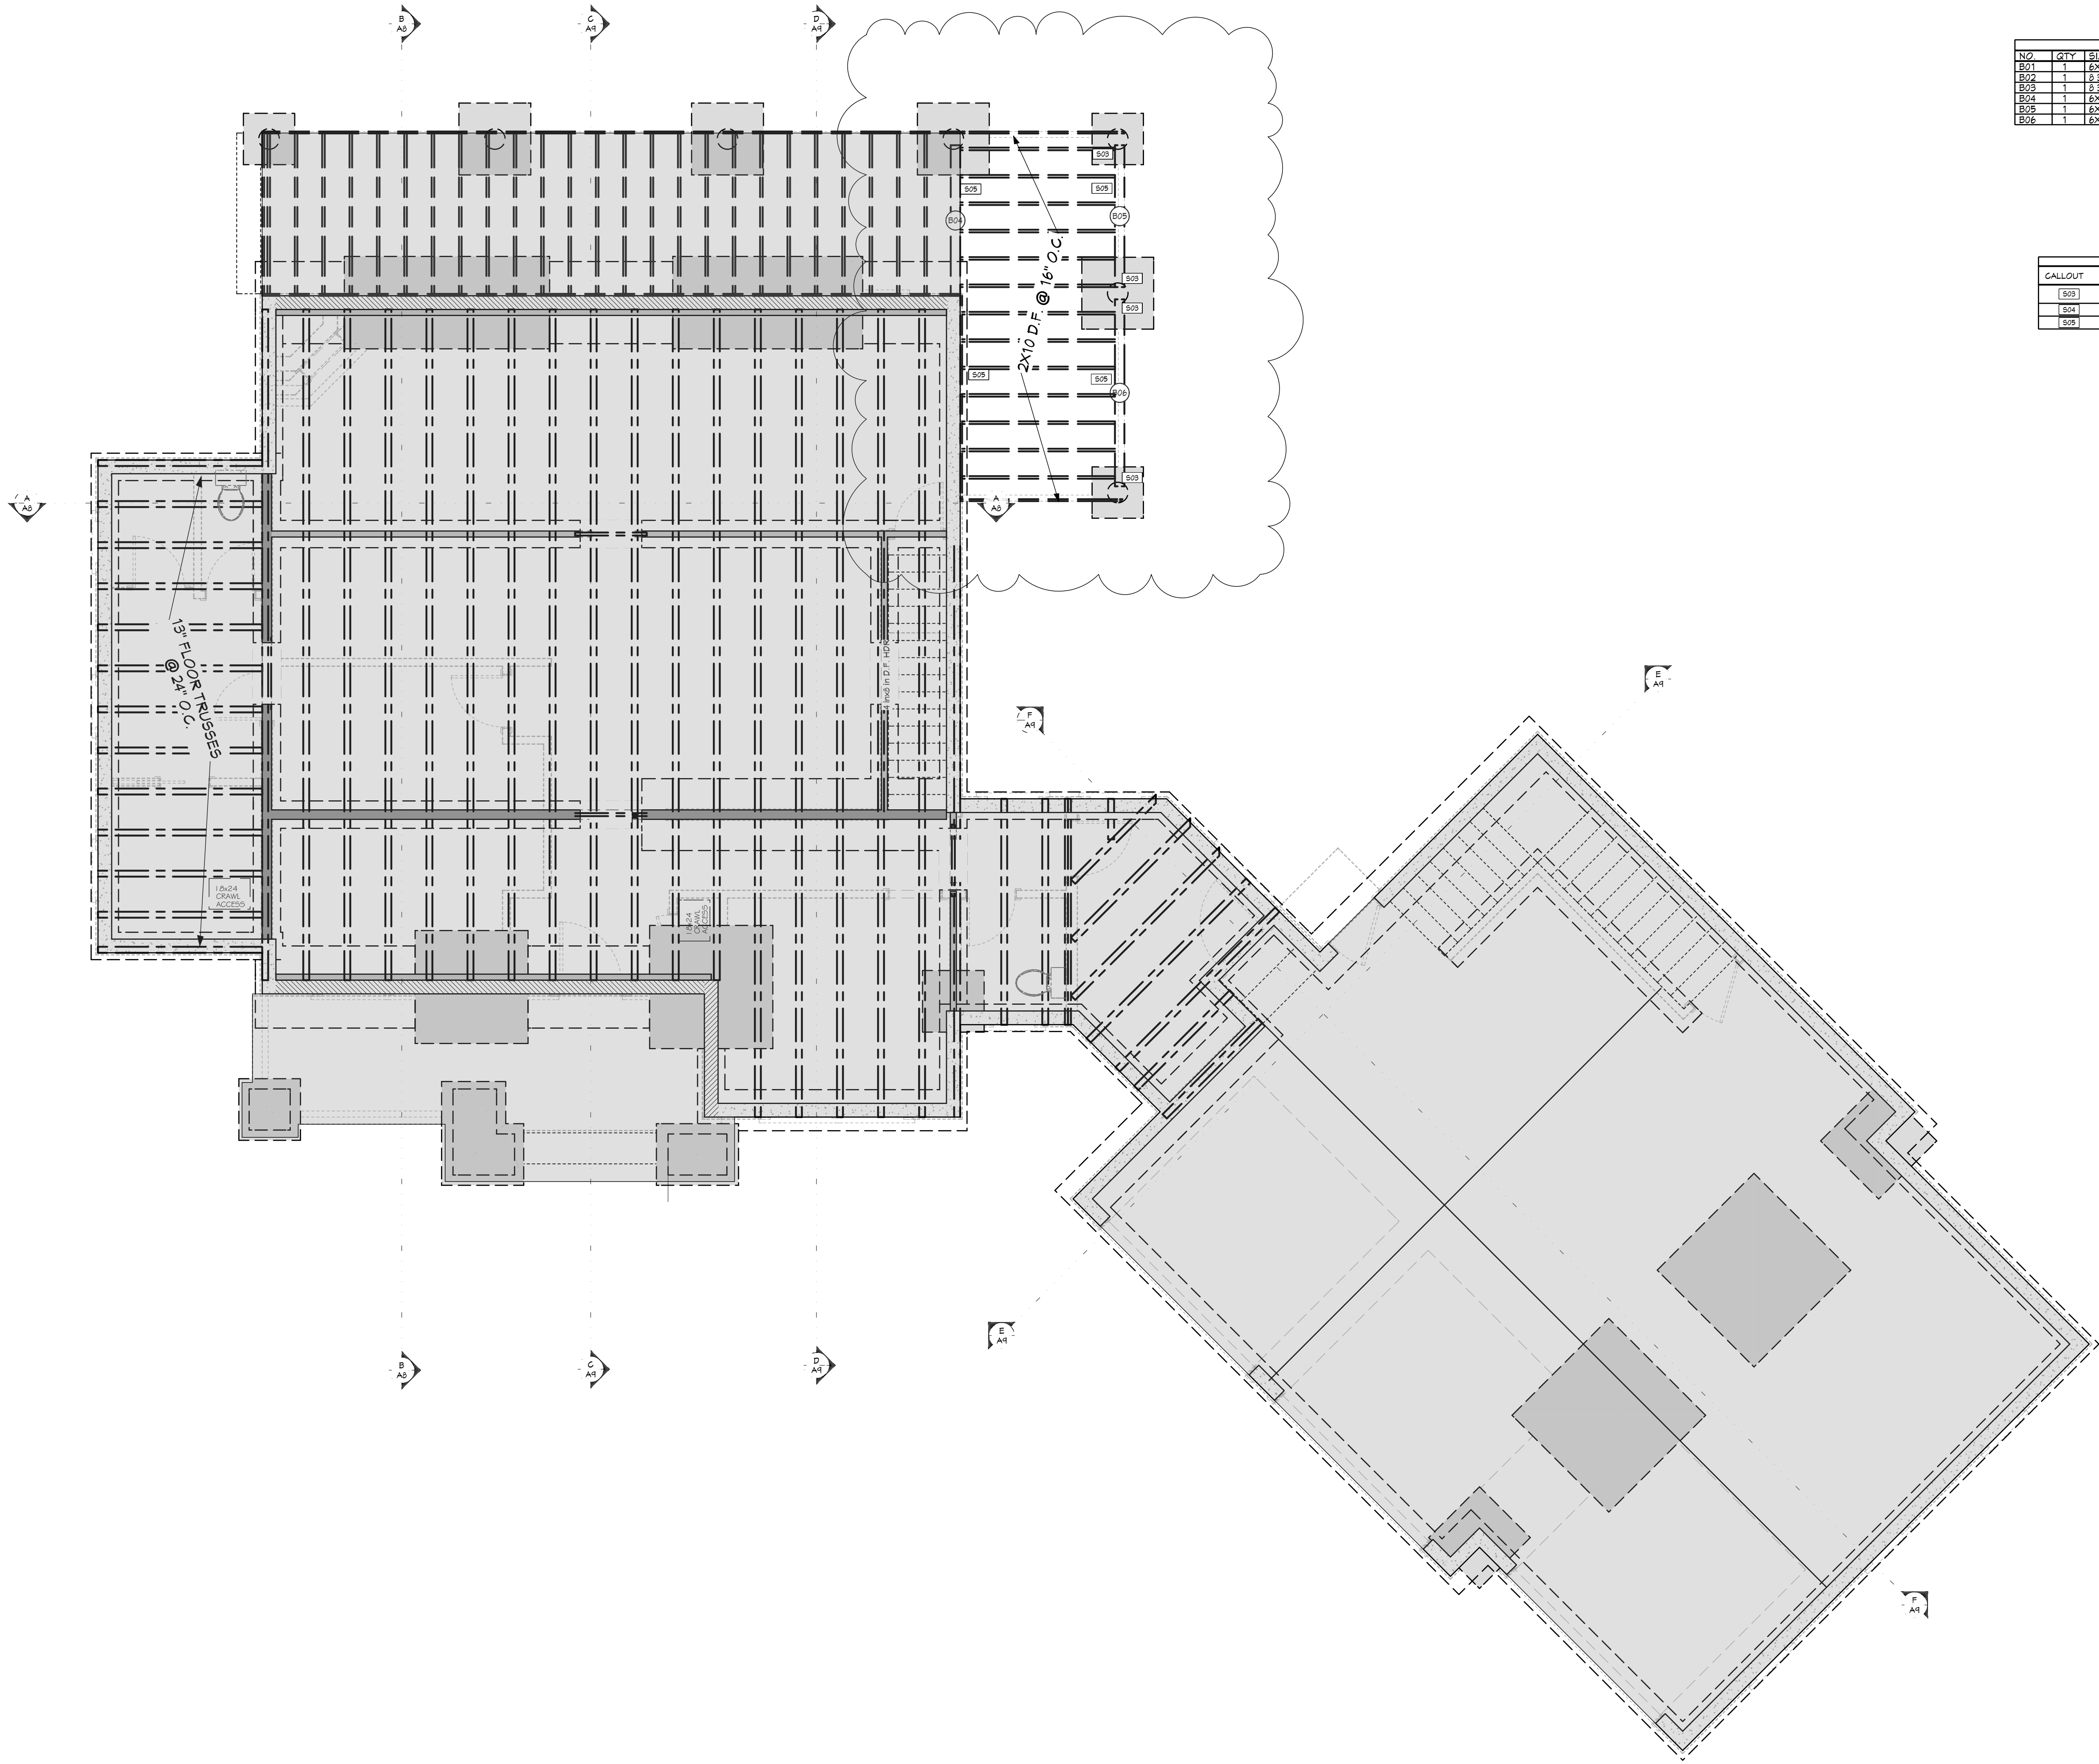 B
A8
C
A9
D
A9
NO. QTY
B01 1
B02 1
B03 1
B04 1
B05 1
B06 1
S03
S05
S05
B04
B05
2X10 D.F. @ 16" O.C.
CALLOUT
S03
S04
S05
S03
S03
S05
S05
B06
S03
A
A8
A
A8
13" FLOOR TRUSSES
@ 24" O.C.
in D.F. HDR
E
A9
F
A9
18x24
CRAWL
ACCESS
18x24
CRAWL
ACCESS
E
A9
B
A8
C
A9
D
A9
F
A9